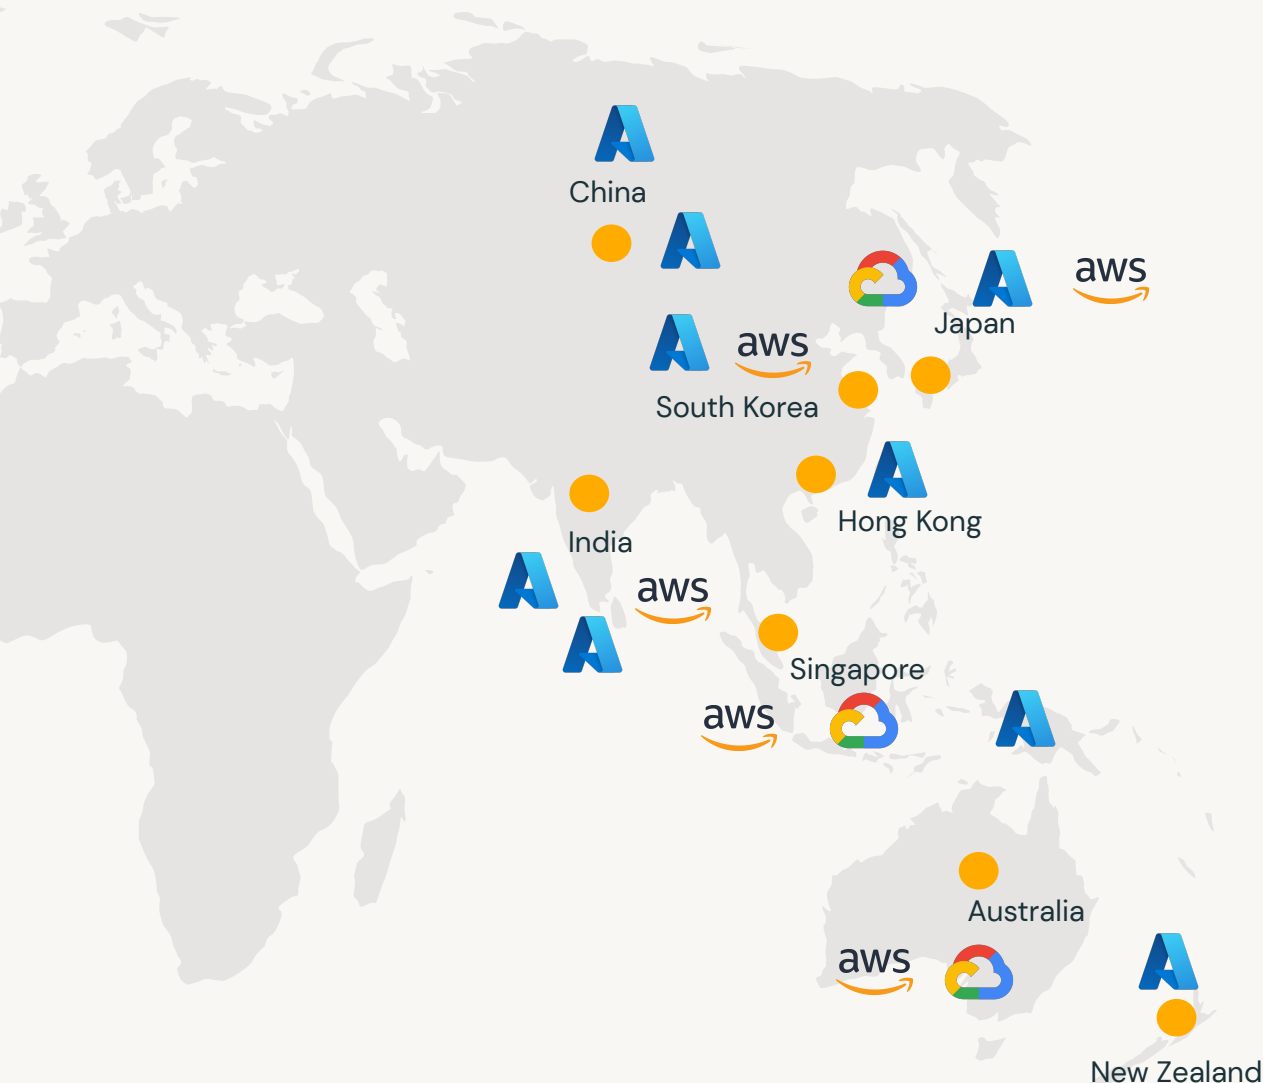 China
aws
Japan
aws
South Korea
Hong Kong
India
aws
Singapore
aws
Australia
aws
New Zealand